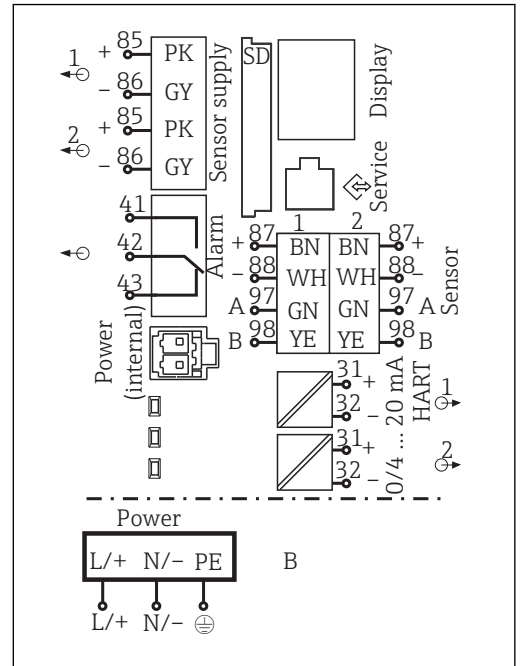 1 + 85 PK
- 86 GY
2 + 85 PK
- 86 GY
Sensor supply
SD
Display
Service
41
42
43
Alarm
1 2
+ 87 BN BN 87 +
- 88 WH WH 88 -
A 97 GN GN 97 A
B 98 YE YE 98 B
Sensor
Power
(internal)
31 +
32 -
31 +
32 -
0/4 ... 20 mA
HART
1
2
Power
L/+ N/- PE
B
L/+ N/-